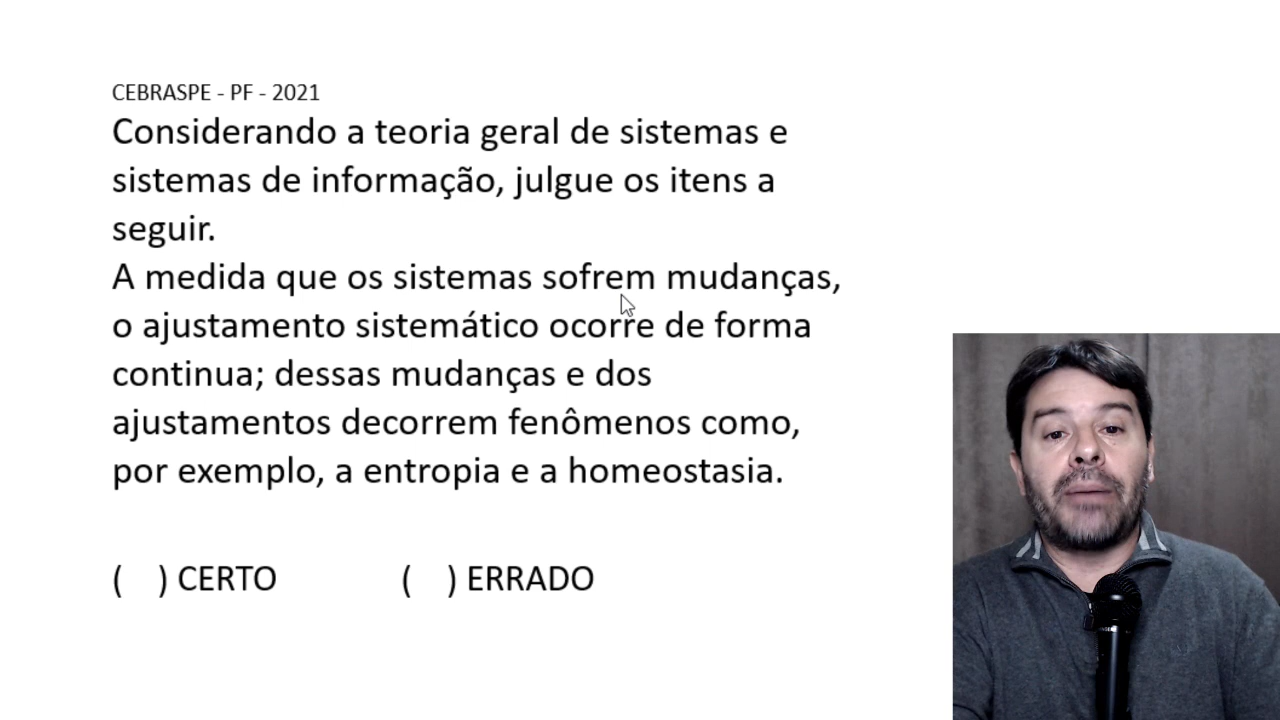 CEBRASPE - PF - 2021
Considerando a teoria geral de sistemas e
sistemas de informação, julgue os itens a
seguir.
A medida que os sistemas sofrem mudanças,
o ajustamento sistemático ocorre de forma
continua; dessas mudanças e dos
ajustamentos decorrem fenômenos como,
por exemplo, a entropia e a homeostasia.
( ) CERTO ( ) ERRADO